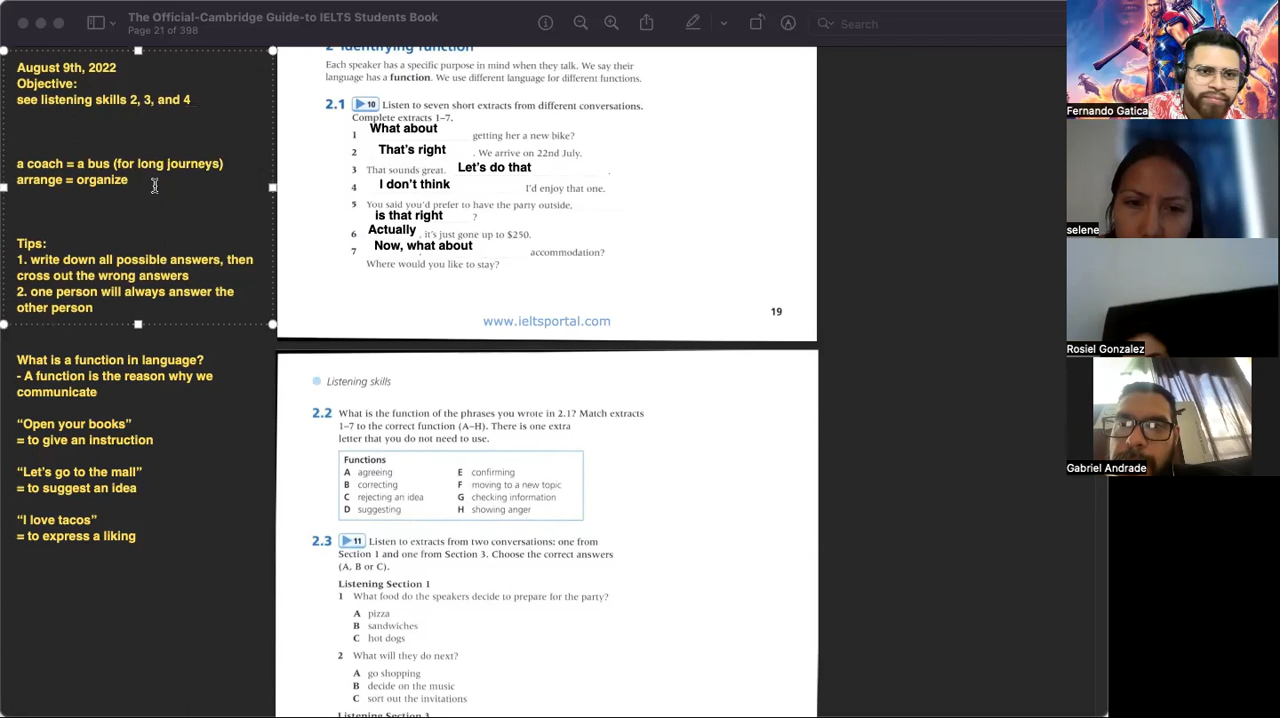 The Official-Cambridge Guide-to IELTS Students Book
Page 21 of 398
Search
August 9th, 2022
Objective:
see listening skills 2, 3, and 4
a coach = a bus (for long journeys)
arrange = organize
Tips:
1. write down all possible answers, then
cross out the wrong answers
2. one person will always answer the
other person
What is a function in language?
- A function is the reason why we
communicate
“Open your books”
= to give an instruction
“Let’s go to the mall”
= to suggest an idea
“I love tacos”
= to express a liking
2 Identifying function
Each speaker has a specific purpose in mind when they talk. We say their
language has a function. We use different language for different functions.
2.1 10 Listen to seven short extracts from different conversations.
Complete extracts 1–7.
1 What about getting her a new bike?
2 That’s right . We arrive on 22nd July.
3 That sounds great. Let’s do that .
4 I don’t think I’d enjoy that one.
5 You said you’d prefer to have the party outside,
is that right ?
6 Actually , it’s just gone up to $250.
7 Now, what about accommodation?
Where would you like to stay?
19
www.ieltsportal.com
Listening skills
2.2 What is the function of the phrases you wrote in 2.1? Match extracts
1–7 to the correct function (A–H). There is one extra
letter that you do not need to use.
Functions
A agreeing E confirming
B correcting F moving to a new topic
C rejecting an idea G checking information
D suggesting H showing anger
2.3 11 Listen to extracts from two conversations: one from
Section 1 and one from Section 3. Choose the correct answers
(A, B or C).
Listening Section 1
1 What food do the speakers decide to prepare for the party?
A pizza
B sandwiches
C hot dogs
2 What will they do next?
A go shopping
B decide on the music
C sort out the invitations
Listening Section 3
Fernando Gatica
selene
Rosiel Gonzalez
Gabriel Andrade